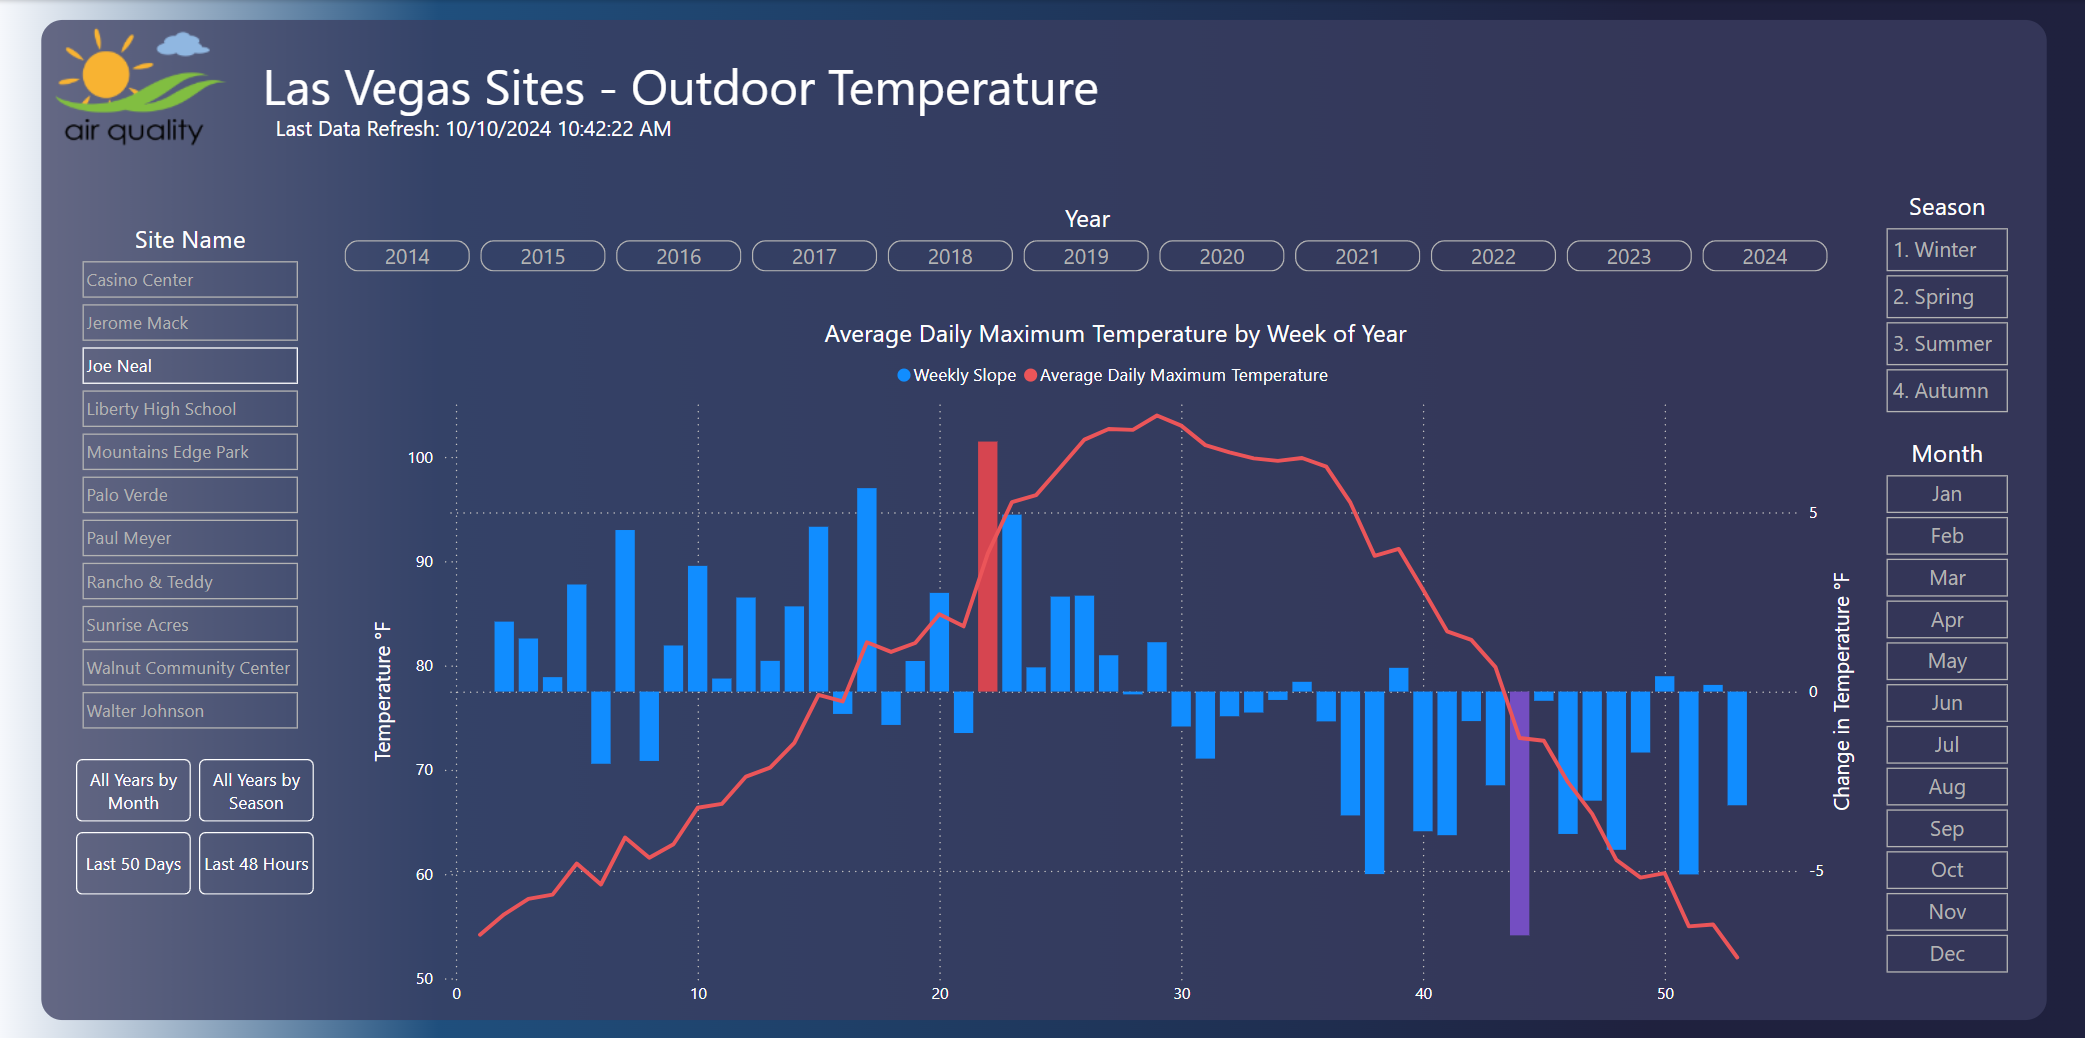 air quality
Las Vegas Sites - Outdoor Temperature
Last Data Refresh: 10/10/2024 10:42:22 AM
Site Name
Casino Center
Jerome Mack
Joe Neal
Liberty High School
Mountains Edge Park
Palo Verde
Paul Meyer
Rancho & Teddy
Sunrise Acres
Walnut Community Center
Walter Johnson
All Years by
Month
All Years by
Season
Last 50 Days
Last 48 Hours
Year
2014 2015 2016 2017 2018 2019 2020 2021 2022 2023 2024
Average Daily Maximum Temperature by Week of Year
Weekly Slope Average Daily Maximum Temperature
Temperature °F
100
90
80
70
60
50
0 10 20 30 40 50
5
0
-5
Change in Temperature °F
Season
1. Winter
2. Spring
3. Summer
4. Autumn
Month
Jan
Feb
Mar
Apr
May
Jun
Jul
Aug
Sep
Oct
Nov
Dec